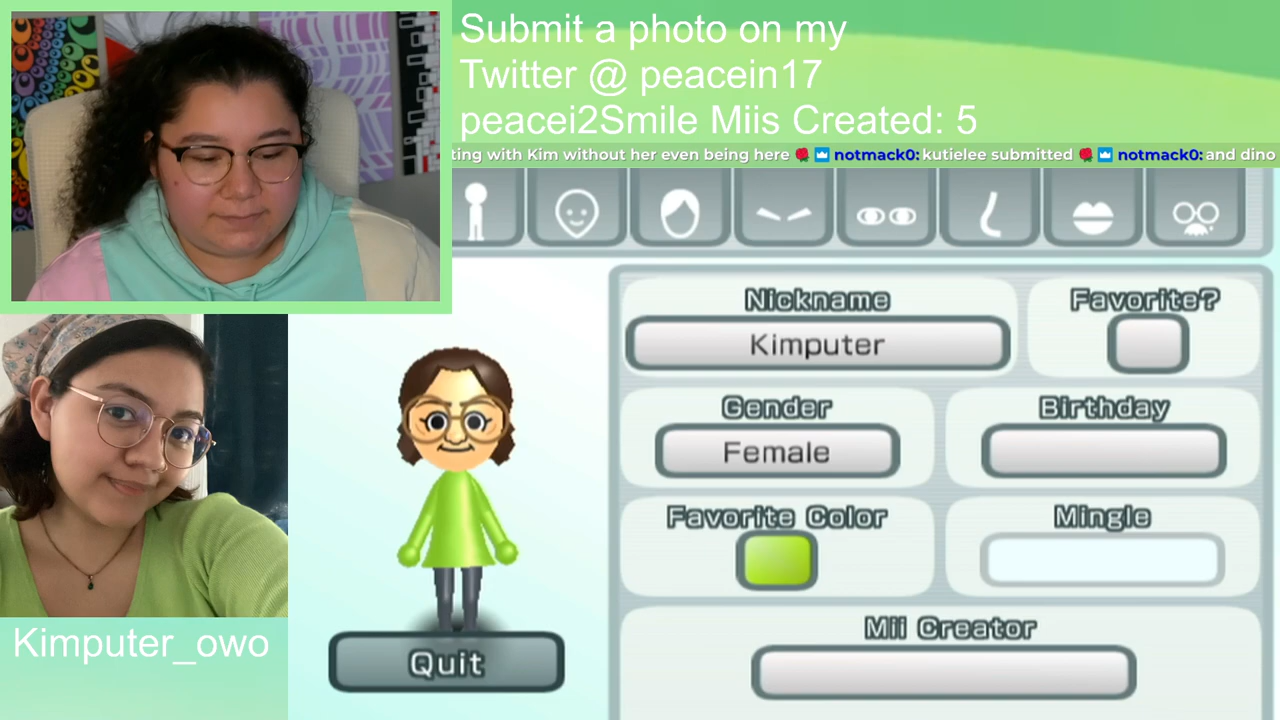 Submit a photo on my
Twitter @ peacein17
peacei2Smile Miis Created: 5
ting with Kim without her even being here notmack0: kutielee submitted notmack0: and dino
Nickname
Favorite?
Kimputer
Gender
Birthday
Female
Favorite Color
Mingle
Mii Creator
Quit
Kimputer_owo